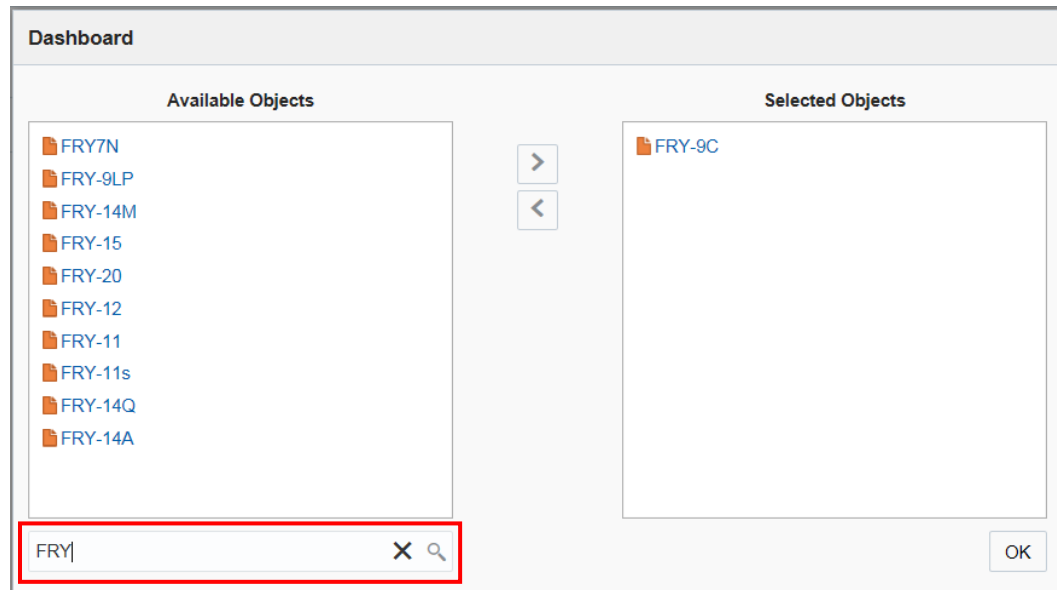 Dashboard
Available Objects
Selected Objects
FRY7N
FRY-9LP
FRY-14M
FRY-15
FRY-20
FRY-12
FRY-11
FRY-11s
FRY-14Q
FRY-14A
FRY-9C
FRY
OK